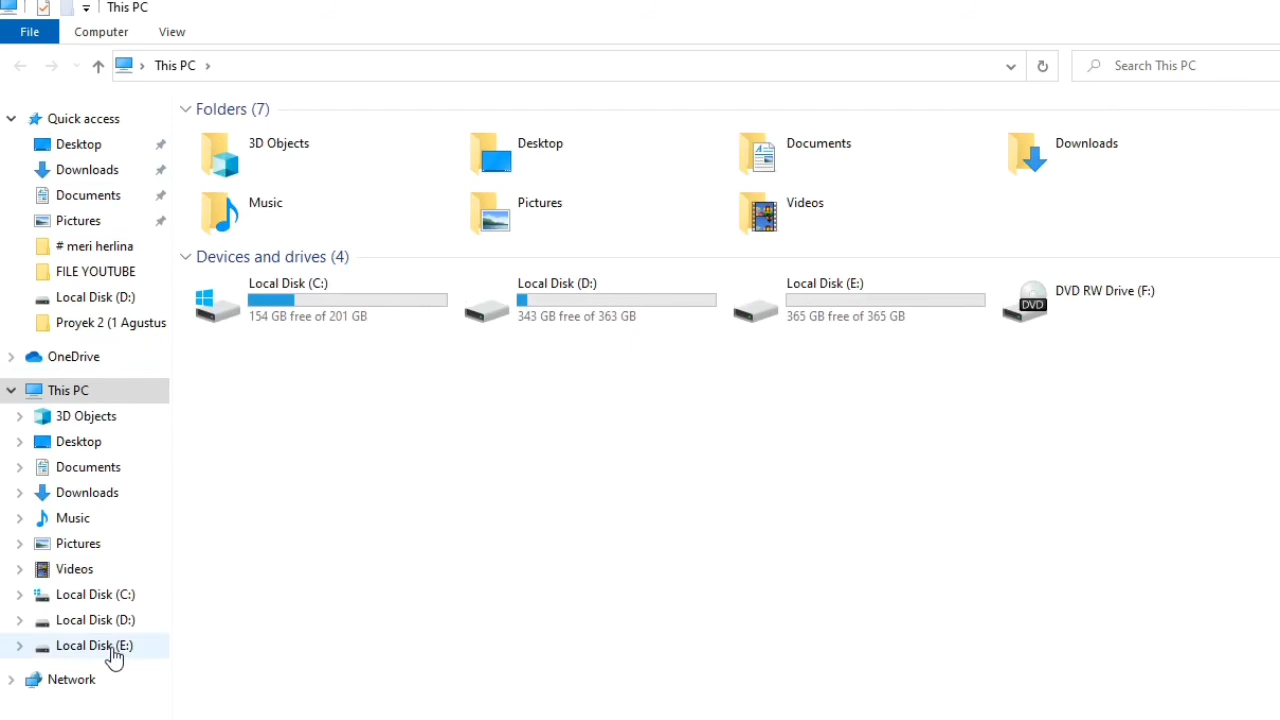 This PC
File Computer View
This PC
Search This PC
Quick access
Desktop
Downloads
Documents
Pictures
# meri herlina
FILE YOUTUBE
Local Disk (D:)
Proyek 2 (1 Agustus
OneDrive
This PC
3D Objects
Desktop
Documents
Downloads
Music
Pictures
Videos
Local Disk (C:)
Local Disk (D:)
Local Disk (E:)
Network
Folders (7)
3D Objects
Desktop
Documents
Downloads
Music
Pictures
Videos
Devices and drives (4)
Local Disk (C:)
154 GB free of 201 GB
Local Disk (D:)
343 GB free of 363 GB
Local Disk (E:)
365 GB free of 365 GB
DVD
DVD RW Drive (F:)